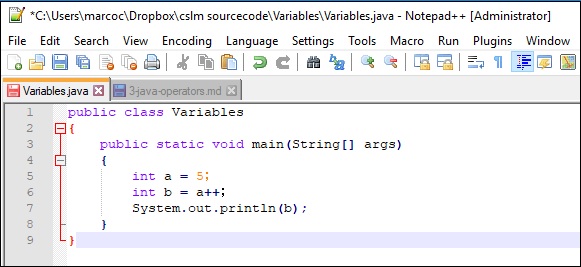 *C:\Users\marcoc\Dropbox\cslm sourcecode\Variables\Variables.java - Notepad++ [Administrator]
File Edit Search View Encoding Language Settings Tools Macro Run Plugins Window
Variables.java 3-java-operators.md
1 public class Variables
2 {
3 public static void main(String[] args)
4 {
5 int a = 5;
6 int b = a++;
7 System.out.println(b);
8 }
9 }